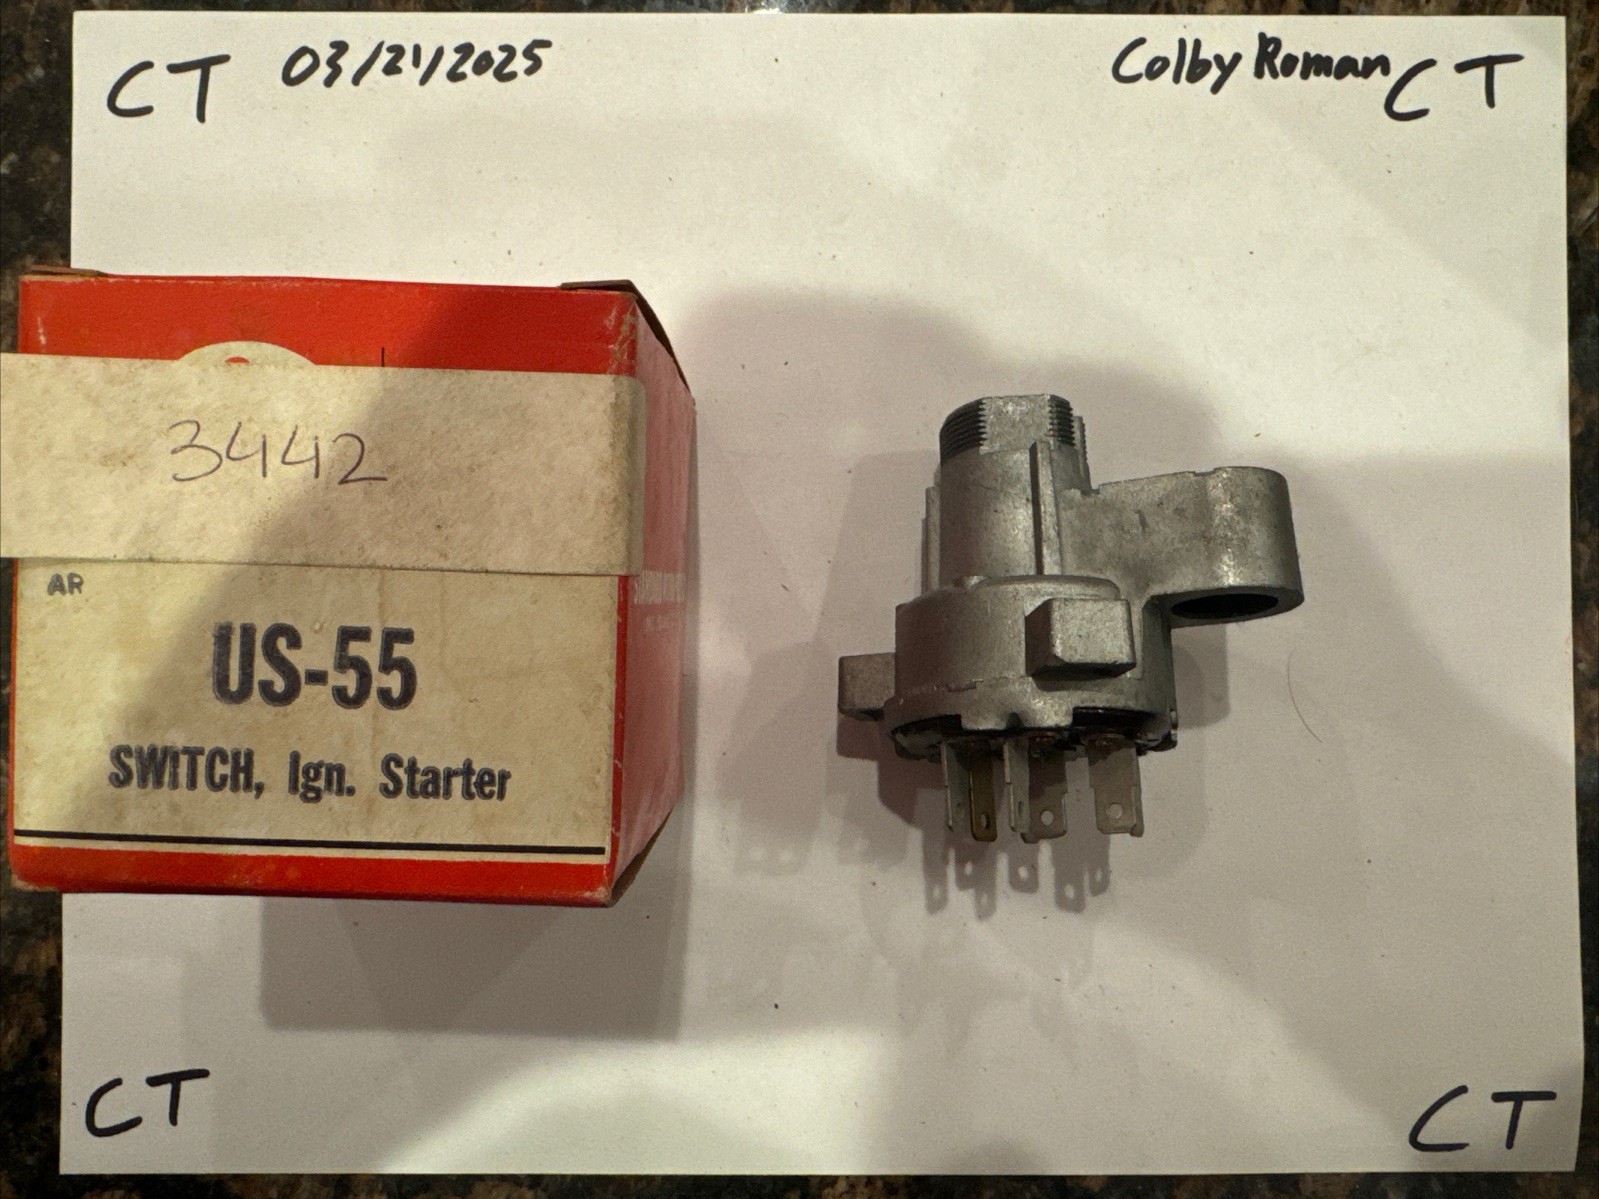 CT 03/21/2025 Colby Roman CT
3442
AR
US-55
SWITCH, Ign. Starter
CT CT